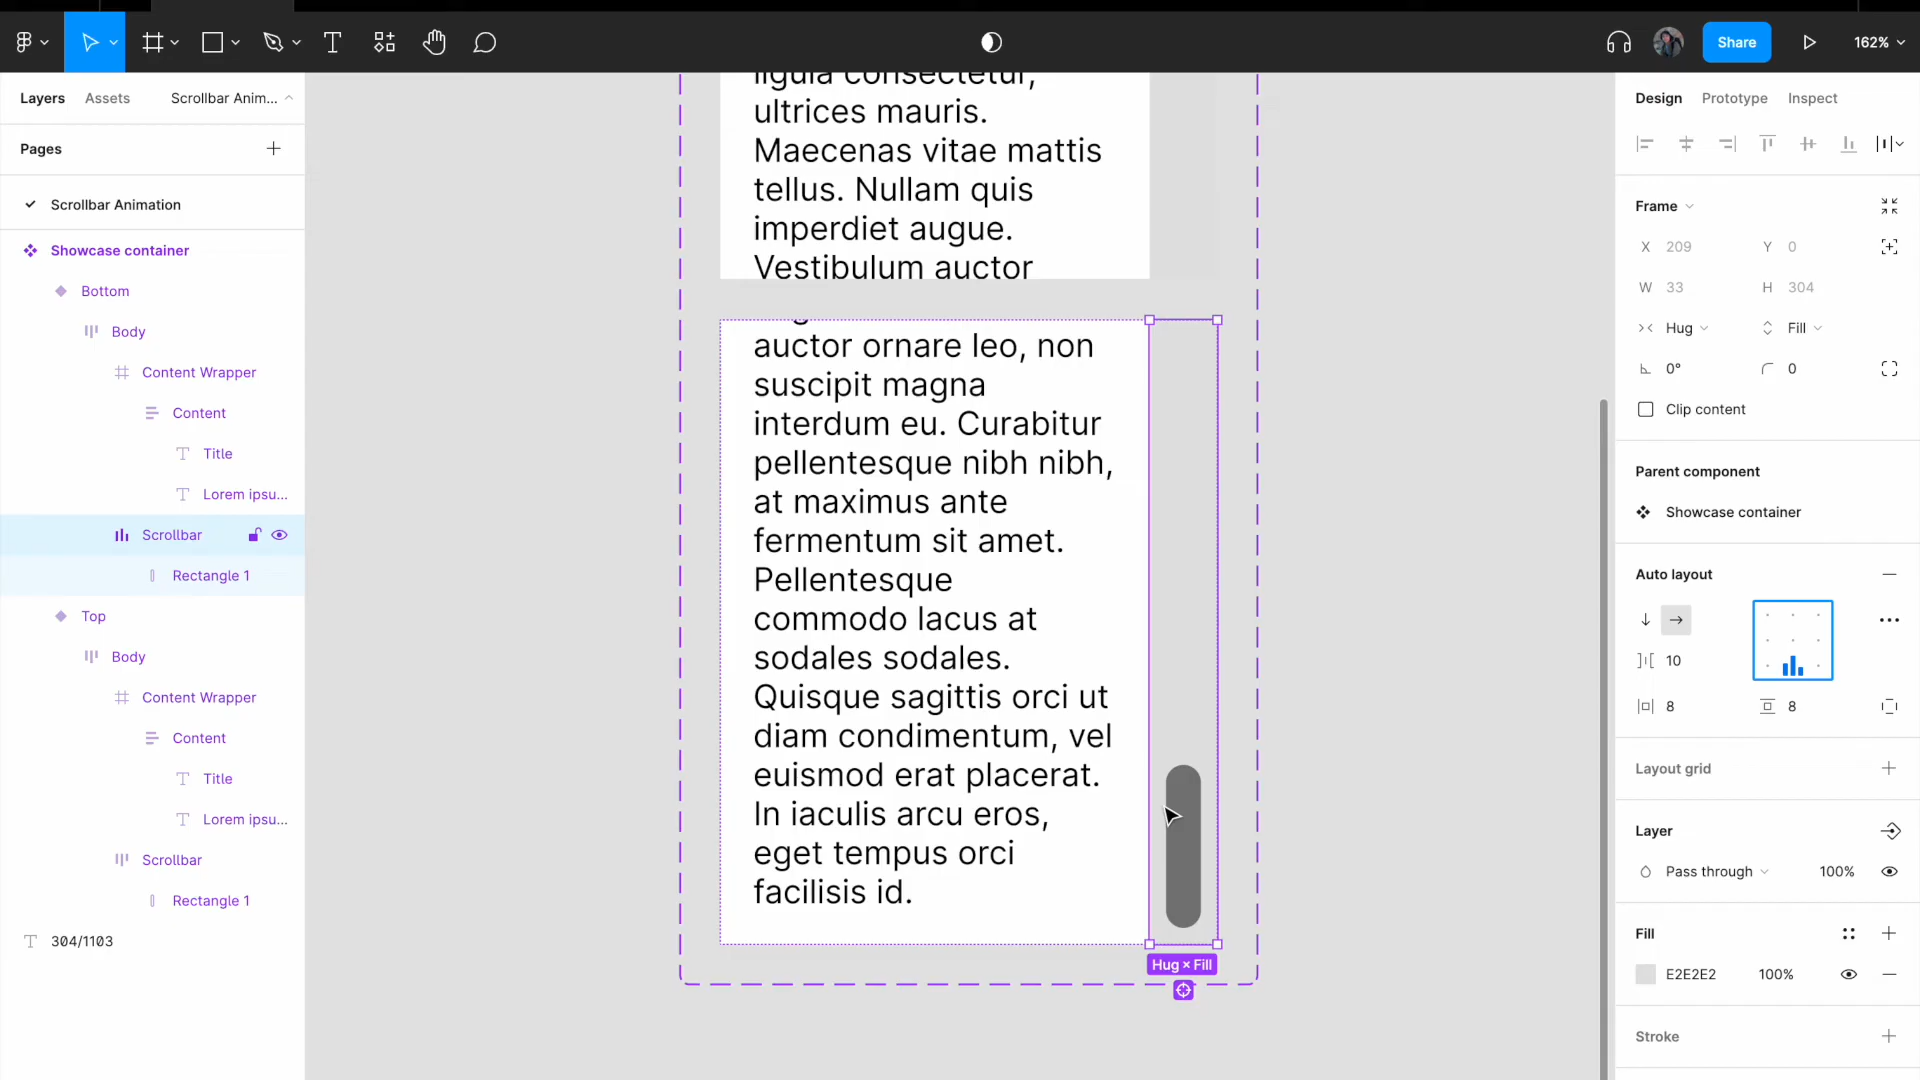 Share
162%
Layers
Assets
Scrollbar Anim...
Pages
Scrollbar Animation
Showcase container
Bottom
Body
Content Wrapper
Content
Title
Lorem ipsu...
Scrollbar
Rectangle 1
Top
Body
Content Wrapper
Content
Title
Lorem ipsu...
Scrollbar
Rectangle 1
304/1103
ligula consectetur,
ultrices mauris.
Maecenas vitae mattis
tellus. Nullam quis
imperdiet augue.
Vestibulum auctor
auctor ornare leo, non
suscipit magna
interdum eu. Curabitur
pellentesque nibh nibh,
at maximus ante
fermentum sit amet.
Pellentesque
commodo lacus at
sodales sodales.
Quisque sagittis orci ut
diam condimentum, vel
euismod erat placerat.
In iaculis arcu eros,
eget tempus orci
facilisis id.
Hug × Fill
Design
Prototype
Inspect
Frame
X 209
Y 0
W 33
H 304
Hug
Fill
0°
0
Clip content
Parent component
Showcase container
Auto layout
10
8
8
Layout grid
Layer
Pass through
100%
Fill
E2E2E2
100%
Stroke